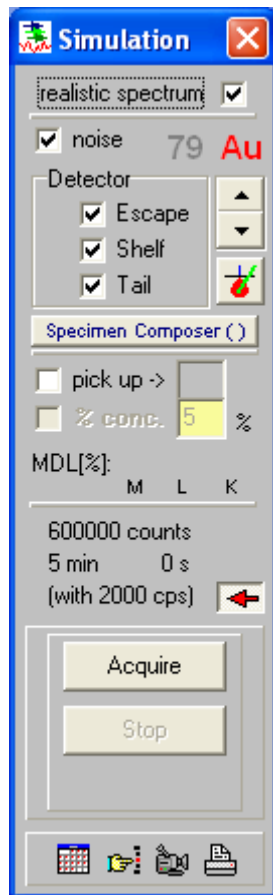 Simulation
realistic spectrum
noise 79 Au
Detector
Escape
Shelf
Tail
Specimen Composer ( )
pick up ->
% conc. 5 %
MDL[%]:
M L K
600000 counts
5 min 0 s
(with 2000 cps)
Acquire
Stop